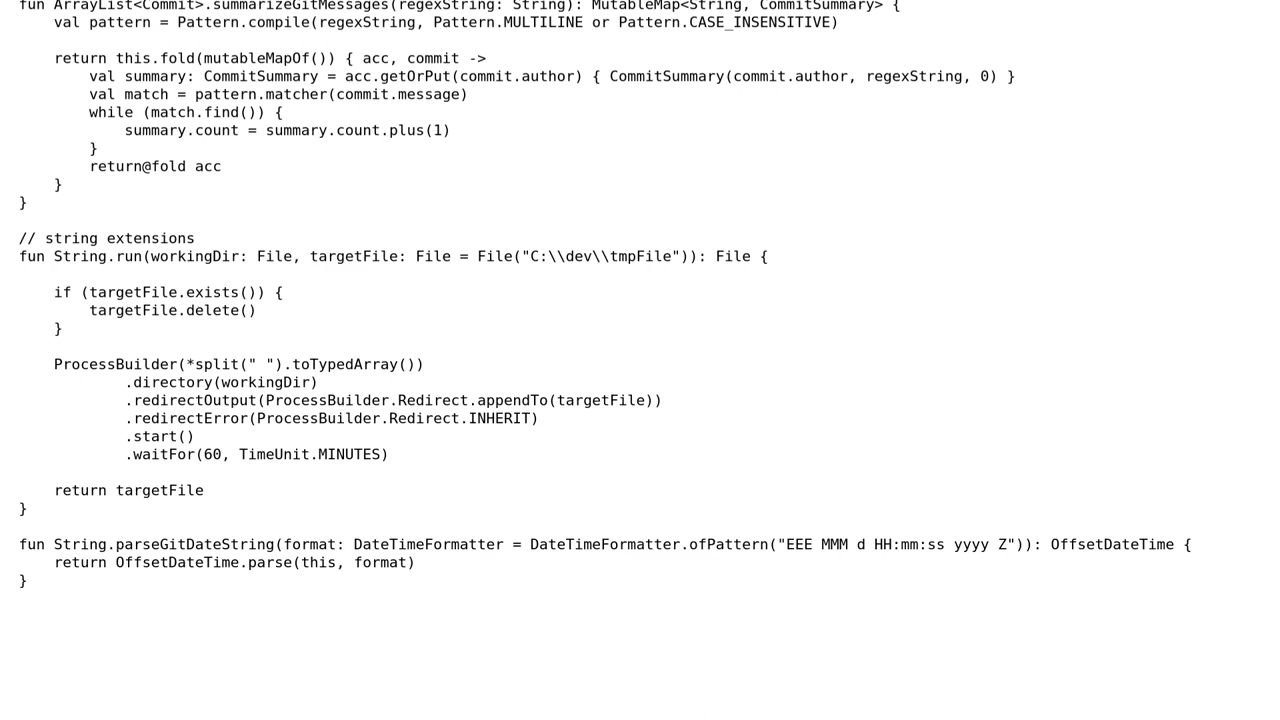 fun ArrayList<Commit>.summarizeGitMessages(regexString: String): MutableMap<String, CommitSummary> {
    val pattern = Pattern.compile(regexString, Pattern.MULTILINE or Pattern.CASE_INSENSITIVE)

    return this.fold(mutableMapOf()) { acc, commit ->
        val summary: CommitSummary = acc.getOrPut(commit.author) { CommitSummary(commit.author, regexString, 0) }
        val match = pattern.matcher(commit.message)
        while (match.find()) {
            summary.count = summary.count.plus(1)
        }
        return@fold acc
    }
}

// string extensions
fun String.run(workingDir: File, targetFile: File = File("C:\\dev\\tmpFile")): File {

    if (targetFile.exists()) {
        targetFile.delete()
    }

    ProcessBuilder(*split(" ").toTypedArray())
            .directory(workingDir)
            .redirectOutput(ProcessBuilder.Redirect.appendTo(targetFile))
            .redirectError(ProcessBuilder.Redirect.INHERIT)
            .start()
            .waitFor(60, TimeUnit.MINUTES)

    return targetFile
}

fun String.parseGitDateString(format: DateTimeFormatter = DateTimeFormatter.ofPattern("EEE MMM d HH:mm:ss yyyy Z")): OffsetDateTime {
    return OffsetDateTime.parse(this, format)
}